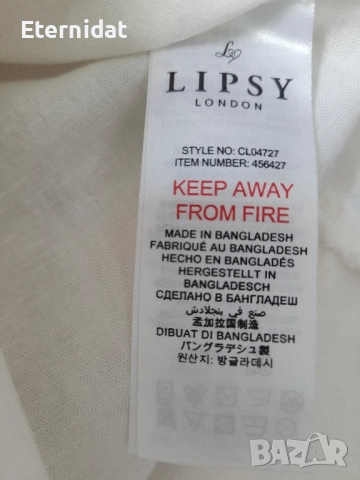 Eternidat
LIPSY
LONDON
STYLE NO: CL04727
ITEM NUMBER: 456427
KEEP AWAY
FROM FIRE
MADE IN BANGLADESH
FABRIQUÉ AU BANGLADESH
HECHO EN BANGLADÉS
HERGESTELLT IN
BANGLADESCH
СДЕЛАНО В БАНГЛАДЕШ
صنع في بنجلادش
孟加拉国制造
DIBUAT DI BANGLADESH
バングラデシュ製
원산지: 방글라데시
BAZAR